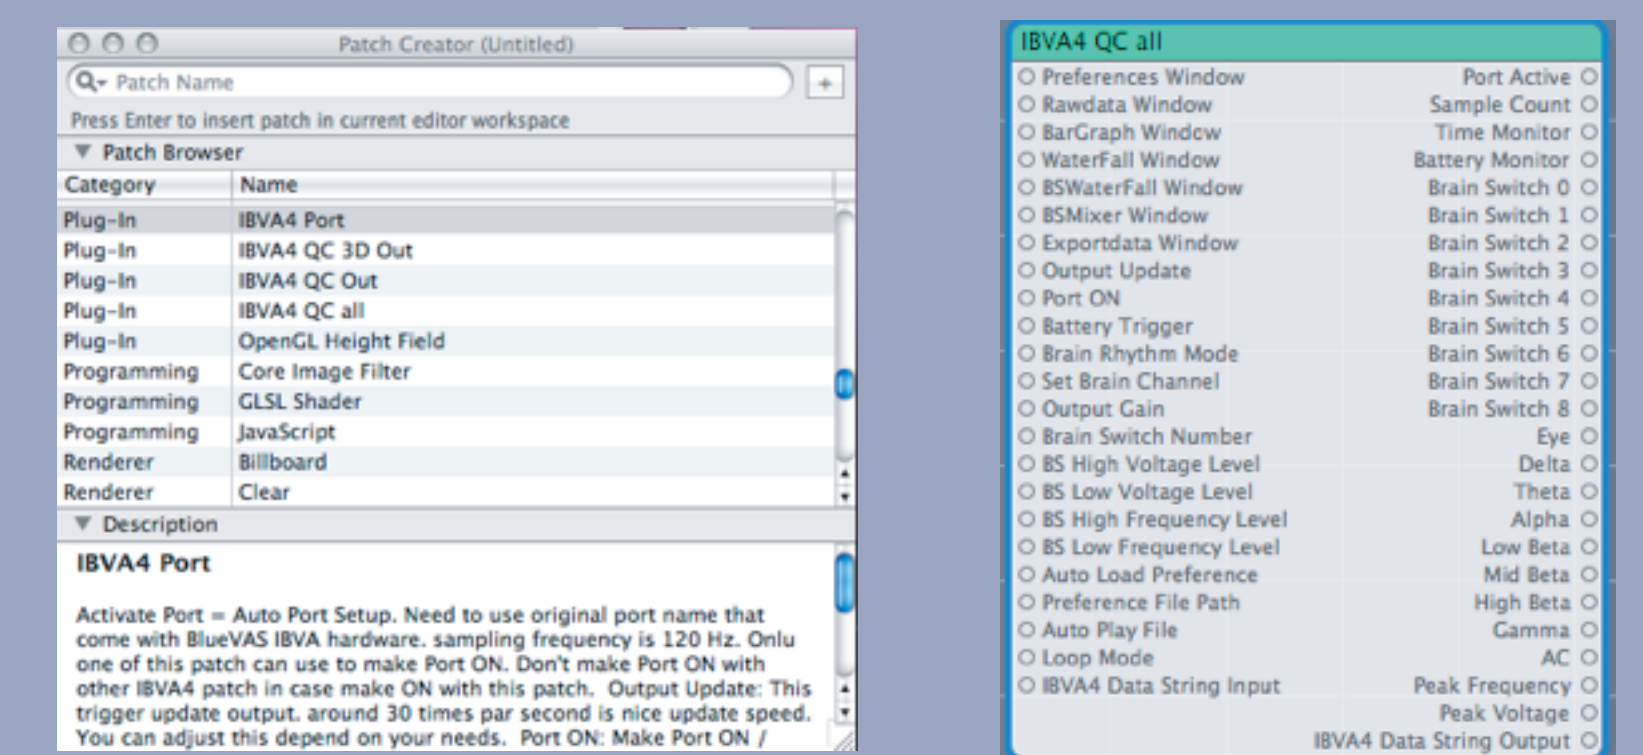 Patch Creator (Untitled)
Patch Name
+
Press Enter to insert patch in current editor workspace
Patch Browser
Category Name
Plug-In IBVA4 Port
Plug-In IBVA4 QC 3D Out
Plug-In IBVA4 QC Out
Plug-In IBVA4 QC all
Plug-In OpenGL Height Field
Programming Core Image Filter
Programming GLSL Shader
Programming JavaScript
Renderer Billboard
Renderer Clear
Description
IBVA4 Port
Activate Port = Auto Port Setup. Need to use original port name that
come with BlueVAS IBVA hardware. sampling frequency is 120 Hz. Onlu
one of this patch can use to make Port ON. Don't make Port ON with
other IBVA4 patch in case make ON with this patch. Output Update: This
trigger update output. around 30 times par second is nice update speed.
You can adjust this depend on your needs. Port ON: Make Port ON /
IBVA4 QC all
Preferences Window Port Active
Rawdata Window Sample Count
BarGraph Window Time Monitor
WaterFall Window Battery Monitor
BSWaterFall Window Brain Switch 0
BSMixer Window Brain Switch 1
Exportdata Window Brain Switch 2
Output Update Brain Switch 3
Port ON Brain Switch 4
Battery Trigger Brain Switch 5
Brain Rhythm Mode Brain Switch 6
Set Brain Channel Brain Switch 7
Output Gain Brain Switch 8
Brain Switch Number Eye
BS High Voltage Level Delta
BS Low Voltage Level Theta
BS High Frequency Level Alpha
BS Low Frequency Level Low Beta
Auto Load Preference Mid Beta
Preference File Path High Beta
Auto Play File Gamma
Loop Mode AC
IBVA4 Data String Input Peak Frequency
Peak Voltage
IBVA4 Data String Output